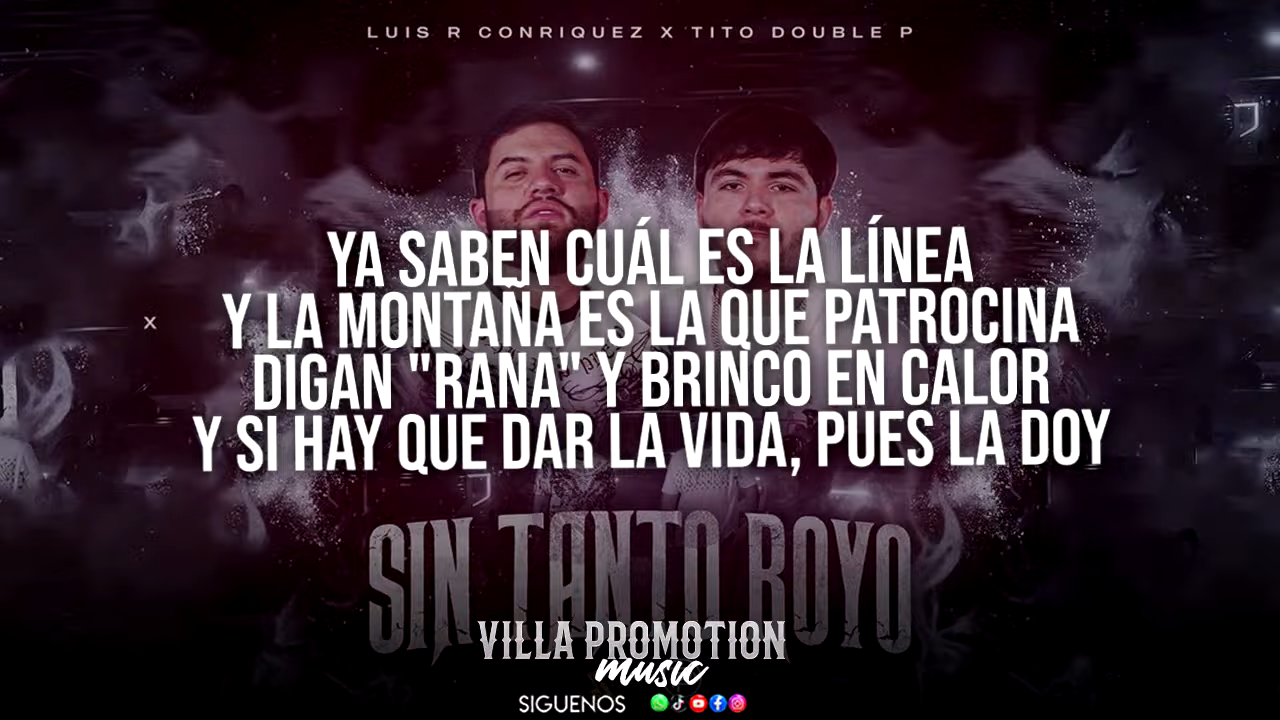 LUIS R CONRIQUEZ X TITO DOUBLE P
YA SABEN CUÁL ES LA LÍNEA
X
Y LA MONTAÑA ES LA QUE PATROCINA
DIGAN "RANA" Y BRINCO EN CALOR
Y SI HAY QUE DAR LA VIDA, PUES LA DOY
SIN TANTO ROYO
VILLA PROMOTION
music
SIGUENOS